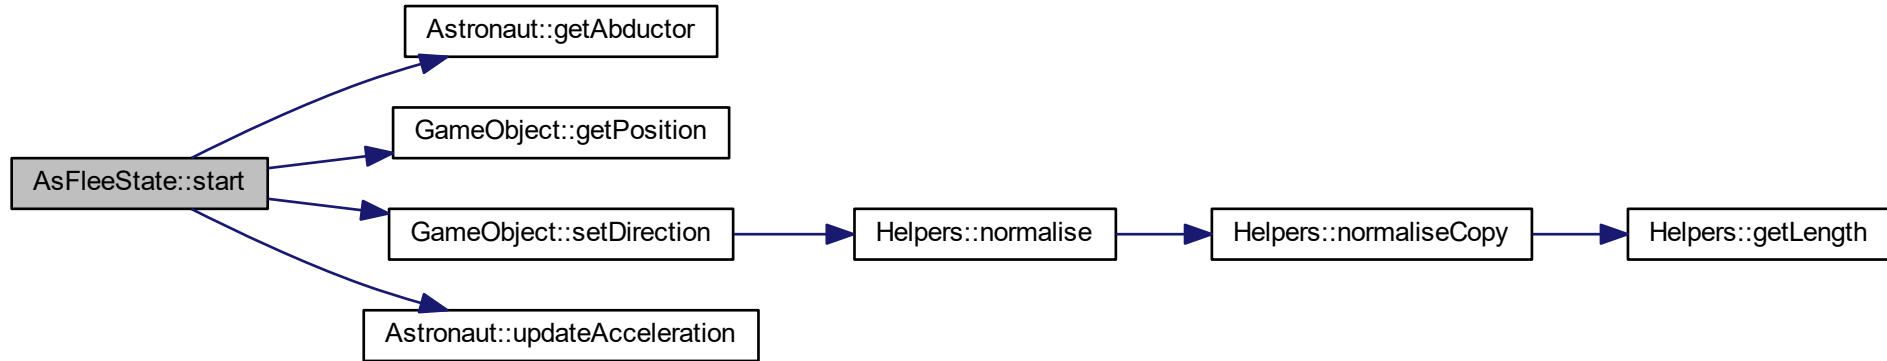 Astronaut::getAbductor
GameObject::getPosition
AsFleeState::start
GameObject::setDirection
Helpers::normalise
Helpers::normaliseCopy
Helpers::getLength
Astronaut::updateAcceleration